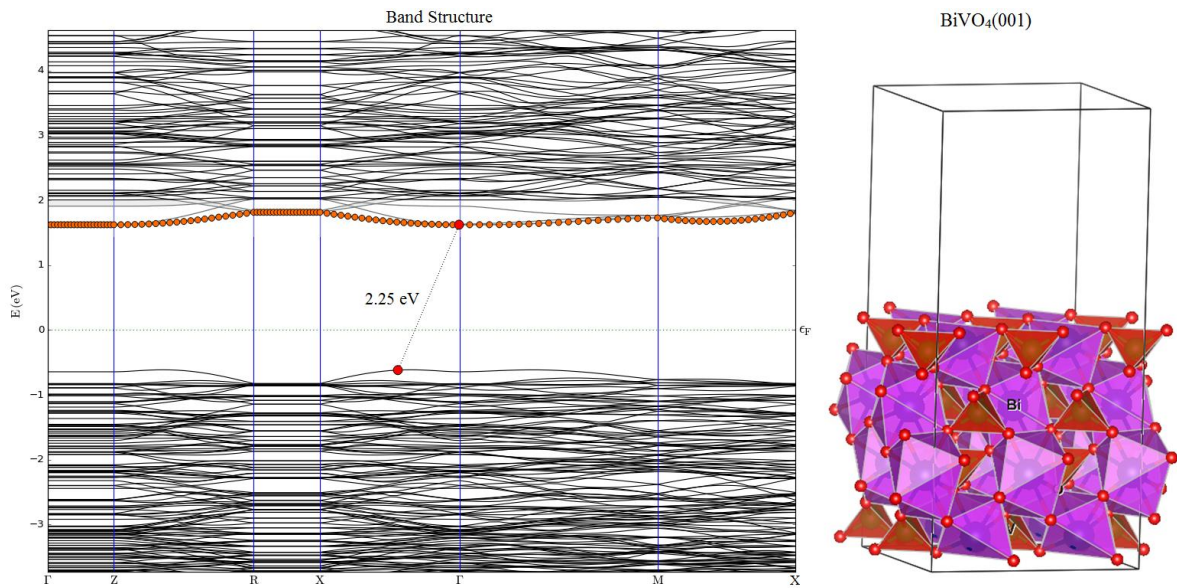 Band Structure
BiVO₄(001)
4
3
2
1
0
−1
−2
−3
E(eV)
2.25 eV
ϵF
Γ
Z
R
X
Γ
M
X
Bi
V